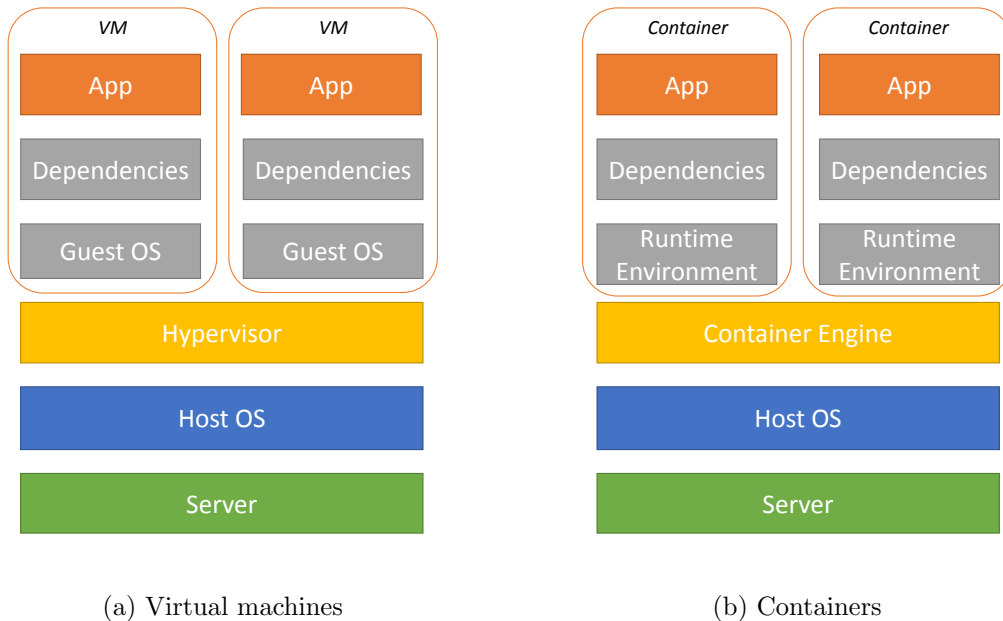 VM
App
Dependencies
Guest OS
VM
App
Dependencies
Guest OS
Hypervisor
Host OS
Server
(a) Virtual machines
Container
App
Dependencies
Runtime
Environment
Container
App
Dependencies
Runtime
Environment
Container Engine
Host OS
Server
(b) Containers